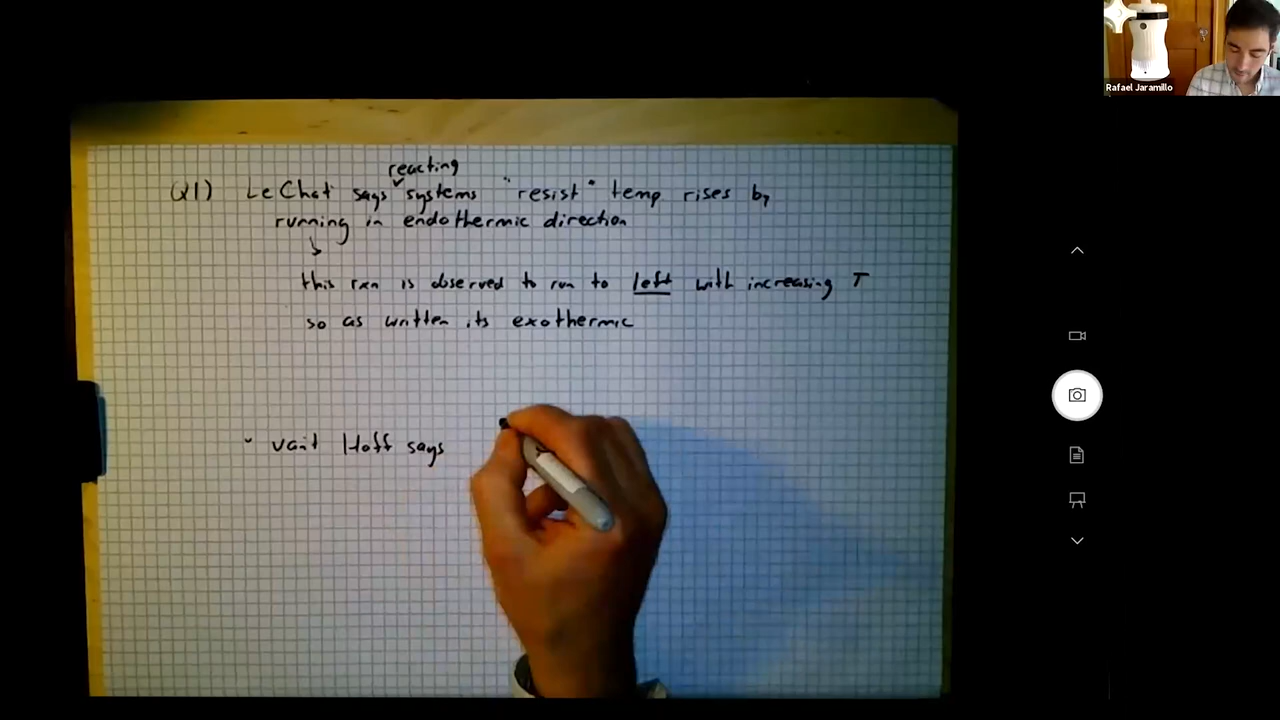 Rafael Jaramillo
reacting
Q1) Le Chat says systems "resist" temp rises by
running in endothermic direction
this rxn is observed to run to left with increasing T
so as written its exothermic
van't Hoff says